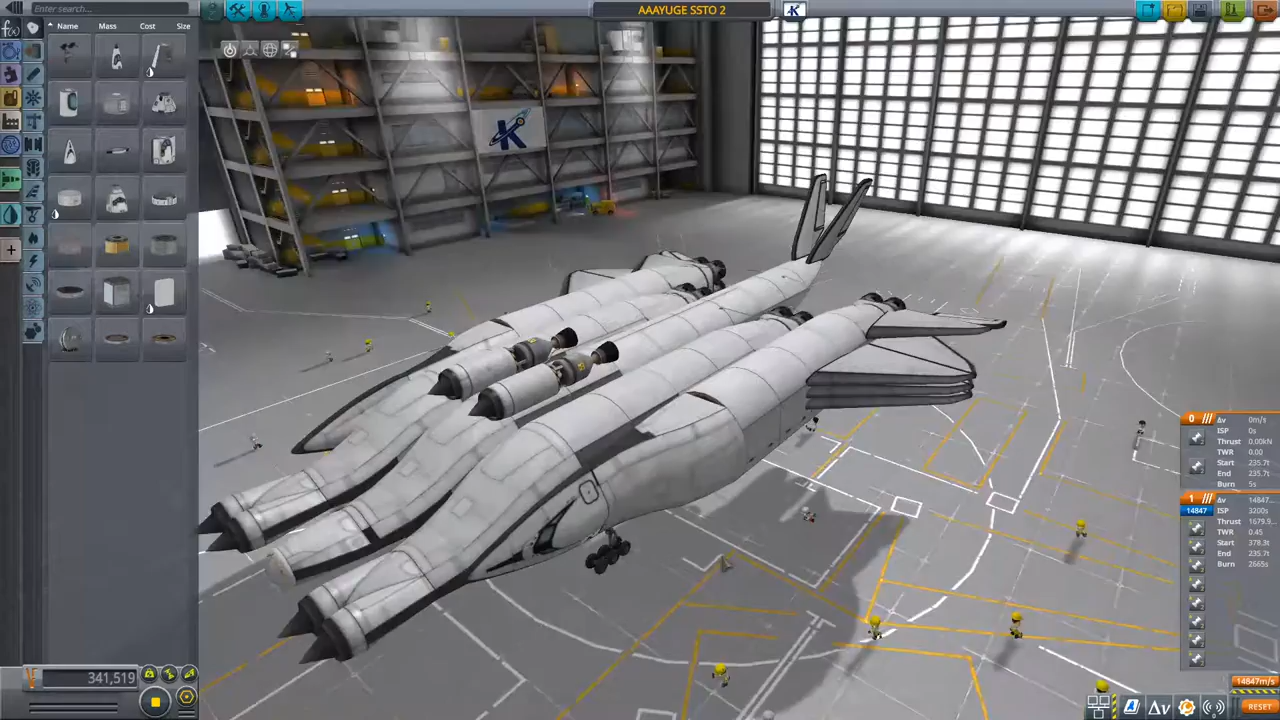 Enter search...
AAAYUGE SSTO 2
K
f(x)
Name Mass Cost Size
K
+
0
Δv 0m/s
ISP 0s
Thrust 0.00kN
TWR 0.00
Start 235.7t
End 235.7t
Burn 5s
1
14847
Δv 14847...
ISP 3200s
Thrust 1679.9...
TWR 0.45
Start 378.3t
End 235.7t
Burn 2665s
14847m/s
341,519
Δv
RESET